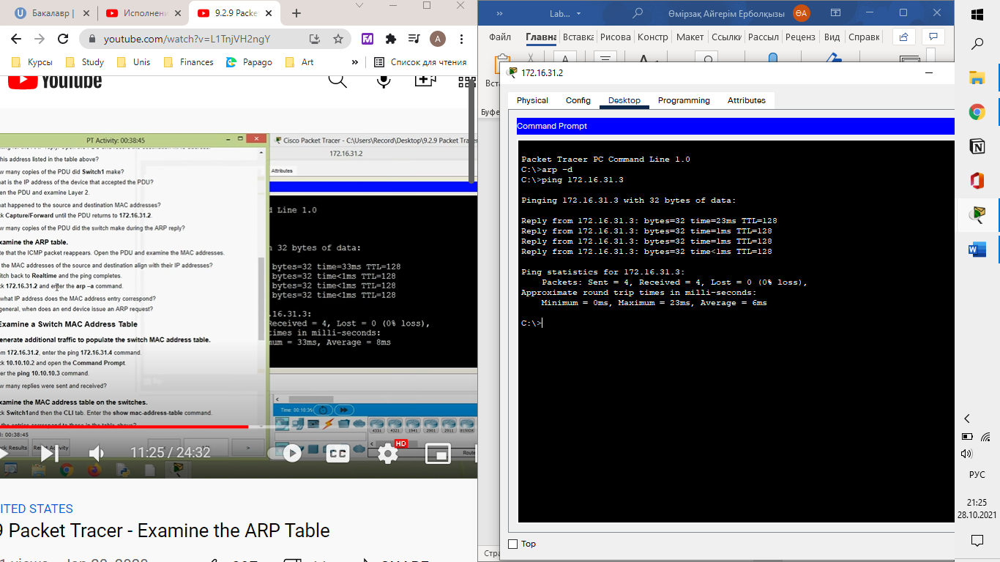 Бакалавр |
Исполнени
9.2.9 Packe
youtube.com/watch?v=L1TnjVH2ngY
A
Курсы
Study
Unis
Finances
Papago
Art
»
Список для чтения
YouTube
PT Activity: 00:38:45
his address listed in the table above?
w many copies of the PDU did Switch1 make?
at is the IP address of the device that accepted the PDU?
en the PDU and examine Layer 2.
at happened to the source and destination MAC addresses?
ck Capture/Forward until the PDU returns to 172.16.31.2.
w many copies of the PDU did the switch make during the ARP reply?
xamine the ARP table.
te that the ICMP packet reappears. Open the PDU and examine the MAC addresses.
the MAC addresses of the source and destination align with their IP addresses?
itch back to Realtime and the ping completes.
ck 172.16.31.2 and enter the arp –a command.
what IP address does the MAC address entry correspond?
general, when does an end device issue an ARP request?
Examine a Switch MAC Address Table
enerate additional traffic to populate the switch MAC address table.
om 172.16.31.2, enter the ping 172.16.31.4 command.
ck 10.10.10.2 and open the Command Prompt.
er the ping 10.10.10.3 command.
w many replies were sent and received?
xamine the MAC address table on the switches.
ck Switch1and then the CLI tab. Enter the show mac-address-table command.
: 00:38:45
Cisco Packet Tracer - C:\Users\Record\Desktop\9.2.9 Packet Trace
172.16.31.2
Attributes
d Line 1.0
h 32 bytes of data:
bytes=32 time=33ms TTL=128
bytes=32 time<1ms TTL=128
bytes=32 time<1ms TTL=128
bytes=32 time<1ms TTL=128
.16.31.3:
Received = 4, Lost = 0 (0% loss),
times in milli-seconds:
mum = 33ms, Average = 8ms
Time: 00:10:26
4331 4321 1941 2901 2911
11:25 / 24:32
CC
HD
ITED STATES
9 Packet Tracer - Examine the ARP Table
»
Lab...
Өмірзақ Айгерім Ерболқызы
ӨА
Файл
Главна
Вставка
Рисова
Констр
Макет
Ссылки
Рассыл
Реценз
Вид
Справк
Вста
Буфе
Стра
172.16.31.2
Physical
Config
Desktop
Programming
Attributes
Command Prompt
Packet Tracer PC Command Line 1.0
C:\>arp -d
C:\>ping 172.16.31.3
Pinging 172.16.31.3 with 32 bytes of data:
Reply from 172.16.31.3: bytes=32 time=23ms TTL=128
Reply from 172.16.31.3: bytes=32 time=1ms TTL=128
Reply from 172.16.31.3: bytes=32 time=1ms TTL=128
Reply from 172.16.31.3: bytes=32 time<1ms TTL=128
Ping statistics for 172.16.31.3:
Packets: Sent = 4, Received = 4, Lost = 0 (0% loss),
Approximate round trip times in milli-seconds:
Minimum = 0ms, Maximum = 23ms, Average = 6ms
C:\>
Top
РУС
21:25
28.10.2021